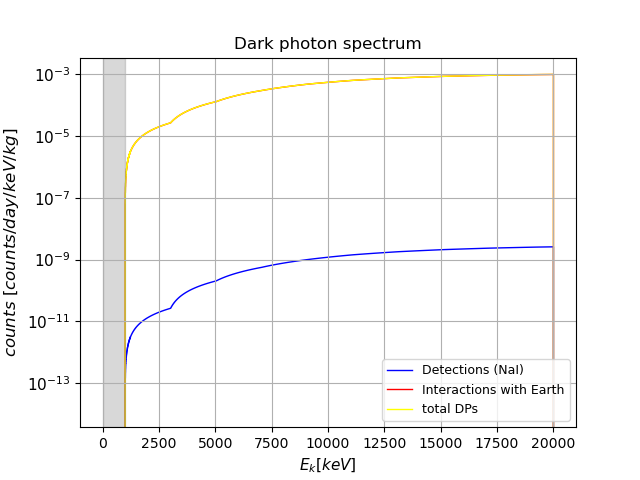 Dark photon spectrum
counts [counts/day/keV/kg]
10⁻³
10⁻⁵
10⁻⁷
10⁻⁹
10⁻¹¹
10⁻¹³
Detections (NaI)
Interactions with Earth
total DPs
0 2500 5000 7500 10000 12500 15000 17500 20000
Eₖ[keV]